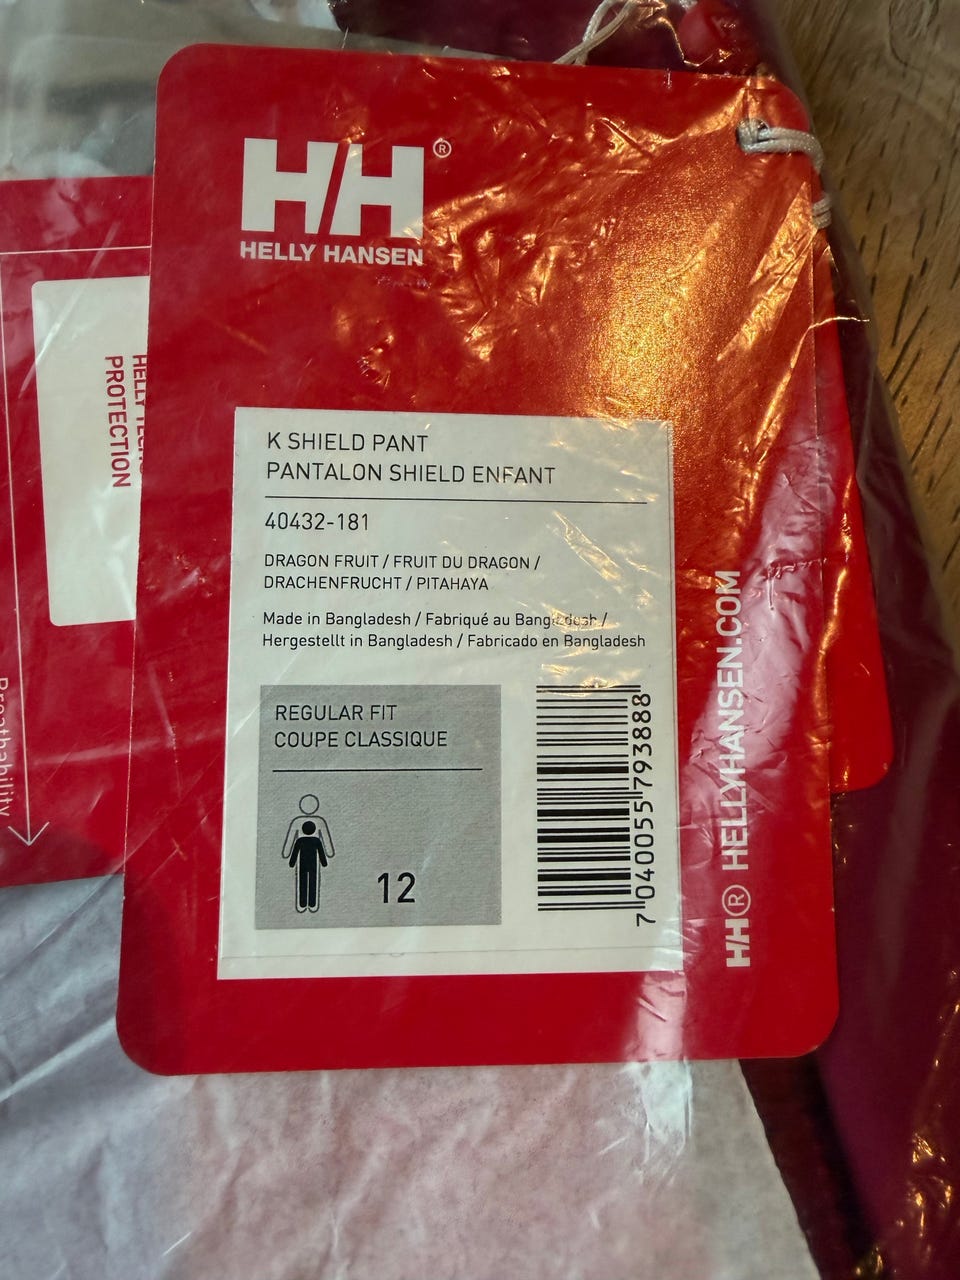 HH®
HELLY HANSEN
HELLY
PROTECTION
Breathability
K SHIELD PANT
PANTALON SHIELD ENFANT
40432-181
DRAGON FRUIT / FRUIT DU DRAGON /
DRACHENFRUCHT / PITAHAYA
Made in Bangladesh / Fabriqué au Bangladesh /
Hergestellt in Bangladesh / Fabricado en Bangladesh
REGULAR FIT
COUPE CLASSIQUE
12
7 040055 793888
HH® HELLYHANSEN.COM